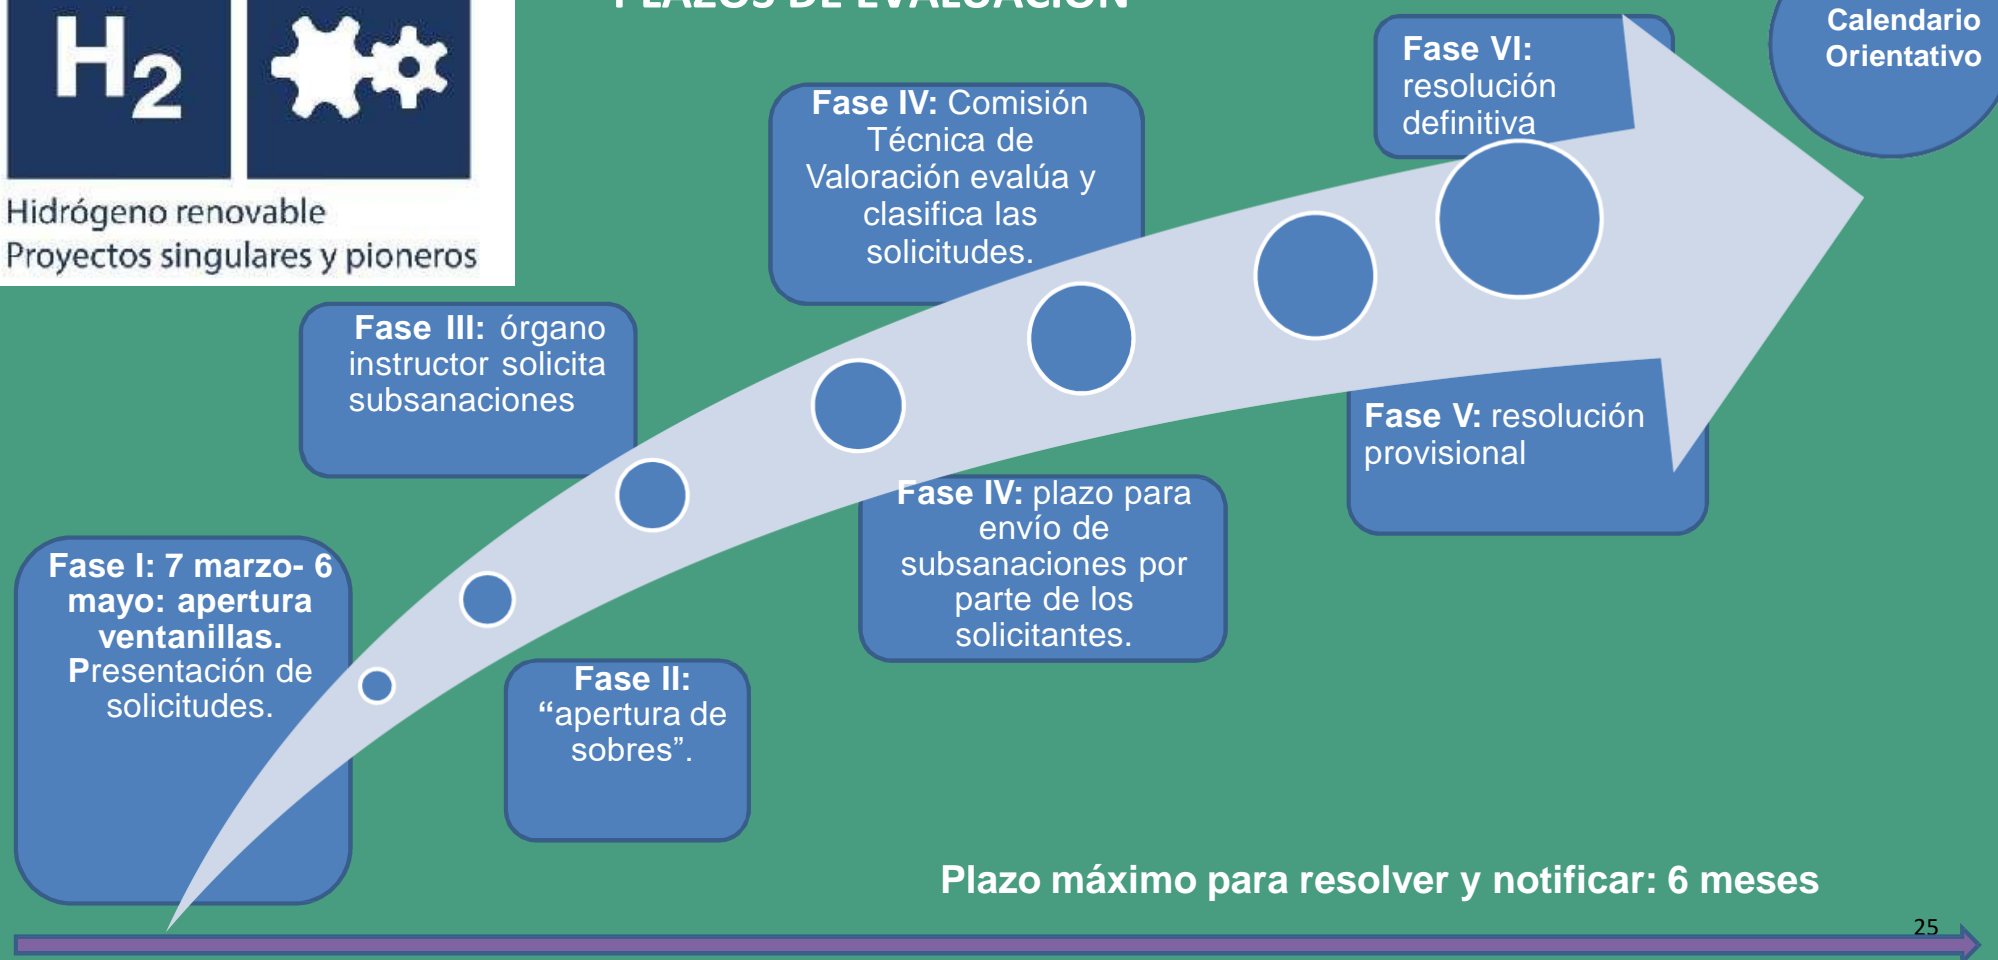 PLAZOS DE EVALUACIÓN
H2
Hidrógeno renovable
Proyectos singulares y pioneros
Calendario
Orientativo
Fase I: 7 marzo- 6
mayo: apertura
ventanillas.
Presentación de
solicitudes.
Fase II:
“apertura de
sobres”.
Fase III: órgano
instructor solicita
subsanaciones
Fase IV: plazo para
envío de
subsanaciones por
parte de los
solicitantes.
Fase IV: Comisión
Técnica de
Valoración evalúa y
clasifica las
solicitudes.
Fase V: resolución
provisional
Fase VI:
resolución
definitiva
Plazo máximo para resolver y notificar: 6 meses
25